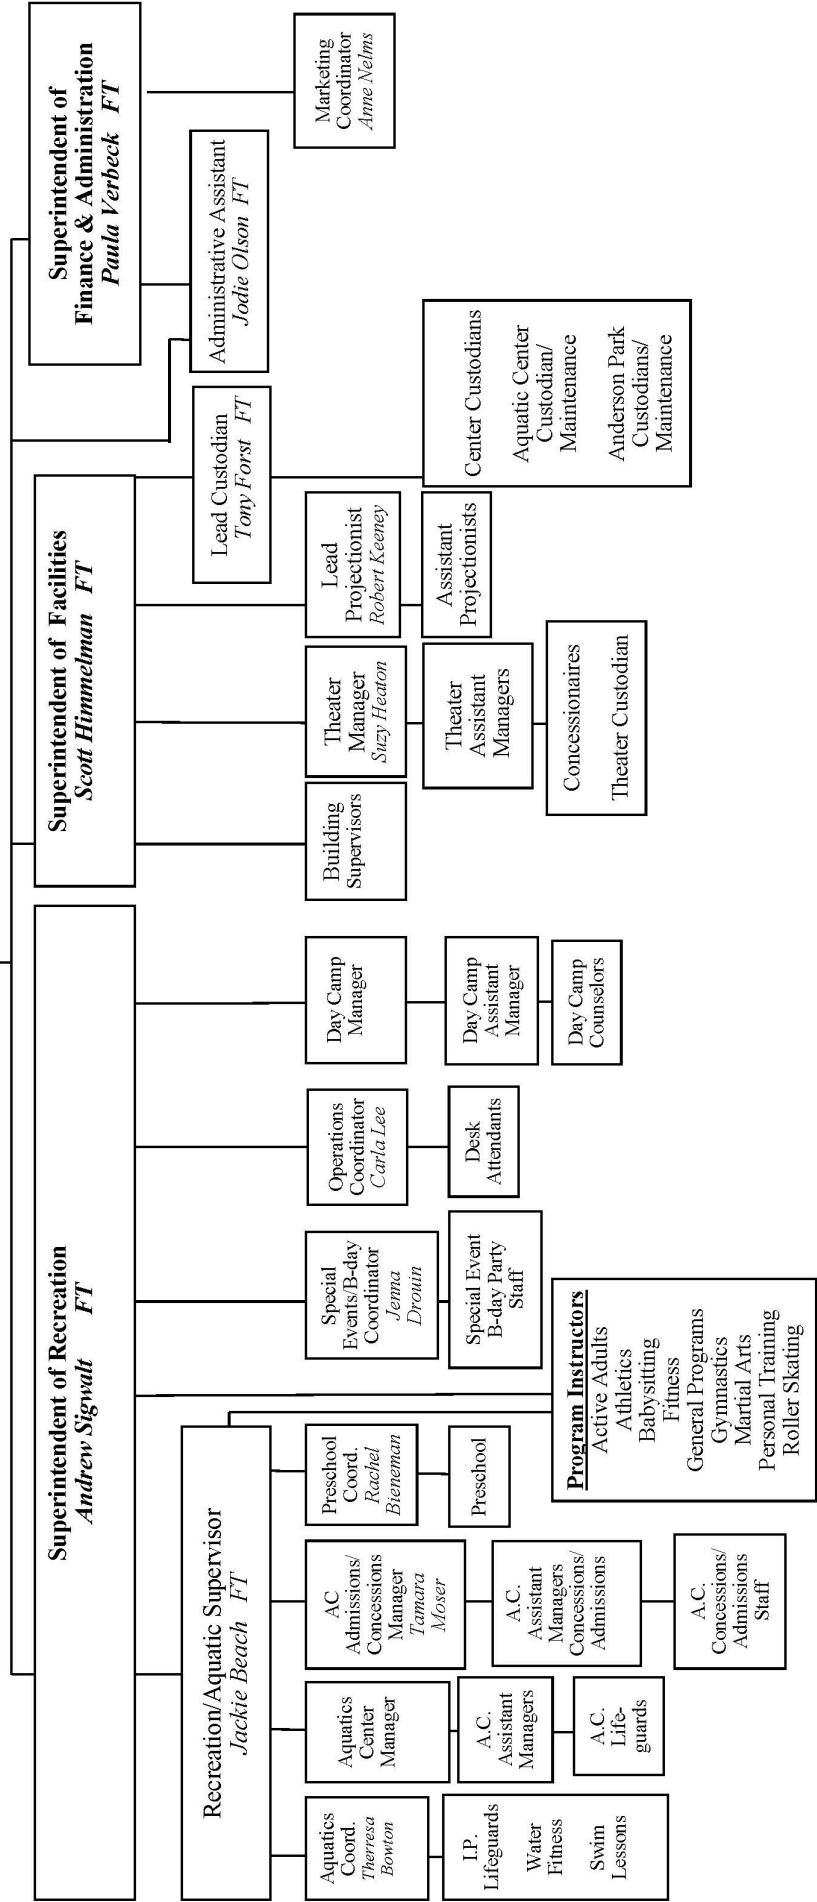 Superintendent of Recreation
Andrew Sigwalt FT
Superintendent of Facilities
Scott Himmelman FT
Superintendent of
Finance & Administration
Paula Verbeck FT
Recreation/Aquatic Supervisor
Jackie Beach FT
Lead Custodian
Tony Forst FT
Administrative Assistant
Jodie Olson FT
Aquatics
Coord.
Therresa
Bowton
Aquatics
Center
Manager
AC
Admissions/
Concessions
Manager
Tamara
Moser
Preschool
Coord.
Rachel
Bieneman
Special
Events/B-day
Coordinator
Jenna
Drouin
Operations
Coordinator
Carla Lee
Day Camp
Manager
Building
Supervisors
Theater
Manager
Suzy Heaton
Lead
Projectionist
Robert Keeney
Marketing
Coordinator
Anne Nelms
I.P.
Lifeguards
Water
Fitness
Swim
Lessons
A.C.
Assistant
Managers
A.C.
Assistant
Managers
Concessions/
Admissions
Preschool
Special Event
B-day Party
Staff
Desk
Attendants
Day Camp
Assistant
Manager
Theater
Assistant
Managers
Assistant
Projectionists
Center Custodians
Aquatic Center
Custodian/
Maintenance
Anderson Park
Custodians/
Maintenance
A.C.
Life-
guards
A.C.
Concessions/
Admissions
Staff
Program Instructors
Active Adults
Athletics
Babysitting
Fitness
General Programs
Gymnastics
Martial Arts
Personal Training
Roller Skating
Day Camp
Counselors
Concessionaires
Theater Custodian